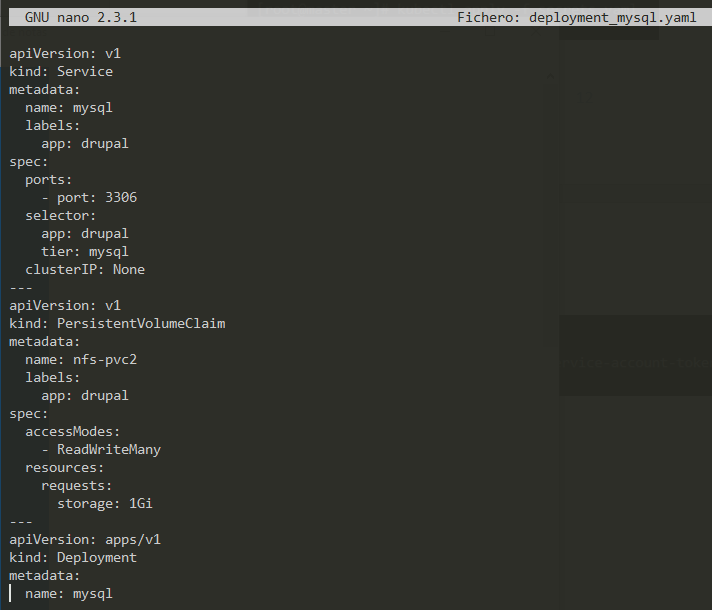 GNU nano 2.3.1 Fichero: deployment_mysql.yaml
apiVersion: v1
kind: Service
metadata:
  name: mysql
  labels:
    app: drupal
spec:
  ports:
    - port: 3306
  selector:
    app: drupal
    tier: mysql
  clusterIP: None
---
apiVersion: v1
kind: PersistentVolumeClaim
metadata:
  name: nfs-pvc2
  labels:
    app: drupal
spec:
  accessModes:
    - ReadWriteMany
  resources:
    requests:
      storage: 1Gi
---
apiVersion: apps/v1
kind: Deployment
metadata:
  name: mysql